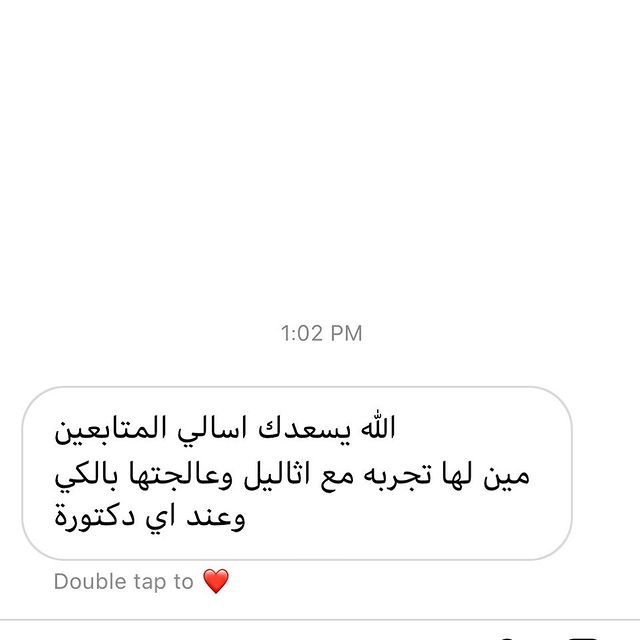 1:02 PM
الله يسعدك اسالي المتابعين
مين لها تجربه مع اثاليل وعالجتها بالكي
وعند اي دكتورة
Double tap to ❤️